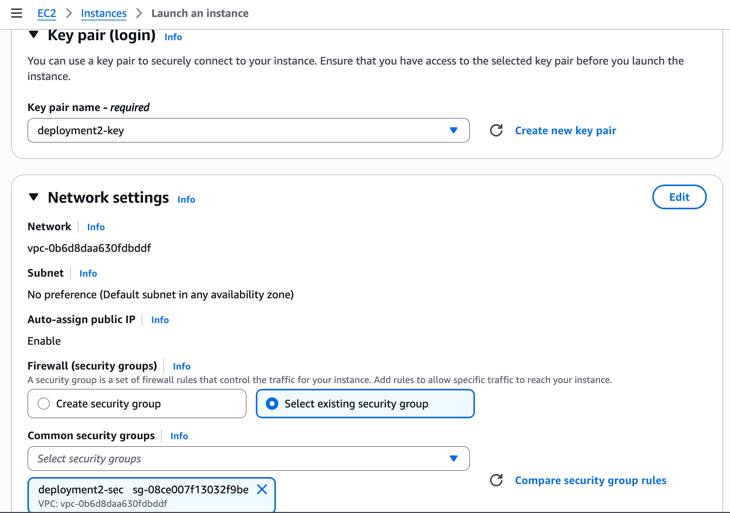 EC2 > Instances > Launch an instance
Key pair (login) Info
You can use a key pair to securely connect to your instance. Ensure that you have access to the selected key pair before you launch the
instance.
Key pair name - required
deployment2-key
Create new key pair
Network settings Info
Edit
Network Info
vpc-0b6d8daa630fdbddf
Subnet Info
No preference (Default subnet in any availability zone)
Auto-assign public IP Info
Enable
Firewall (security groups) Info
A security group is a set of firewall rules that control the traffic for your instance. Add rules to allow specific traffic to reach your instance.
Create security group
Select existing security group
Common security groups Info
Select security groups
Compare security group rules
deployment2-sec sg-08ce007f13032f9be
VPC: vpc-0b6d8daa630fdbddf